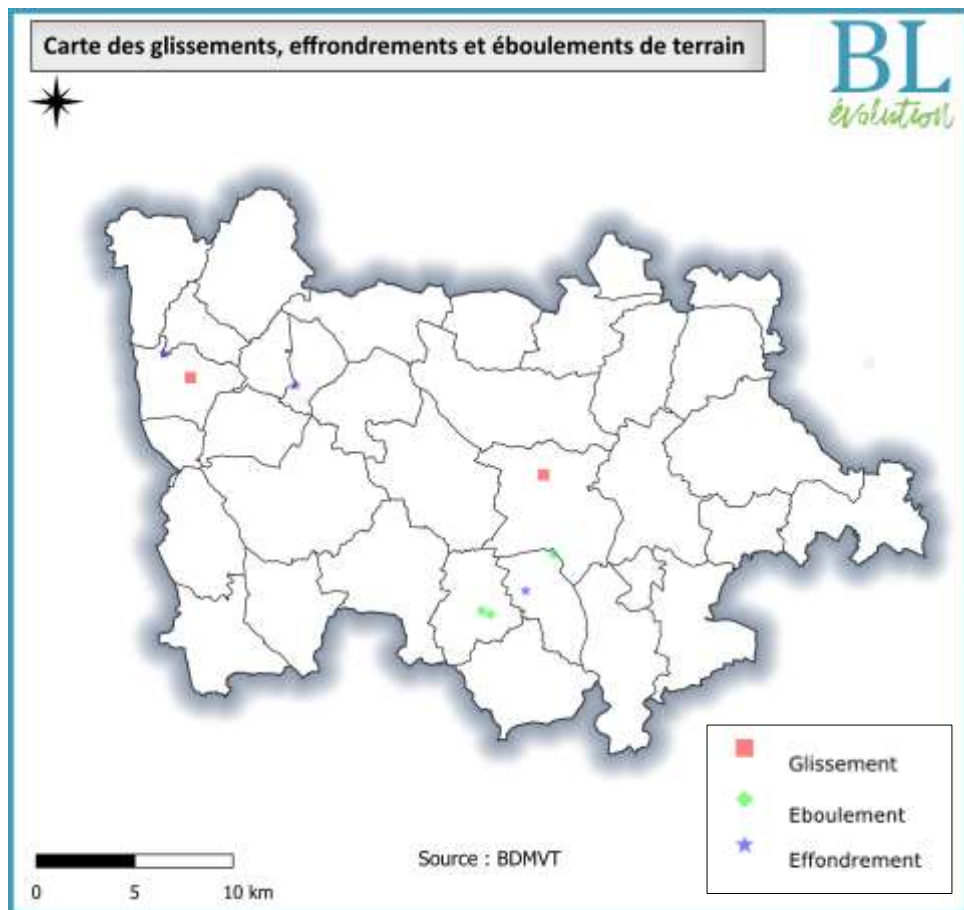 Carte des glissements, effrondrements et éboulements de terrain
BL
évolution
Glissement
Eboulement
Effondrement
Source : BDMVT
0 5 10 km